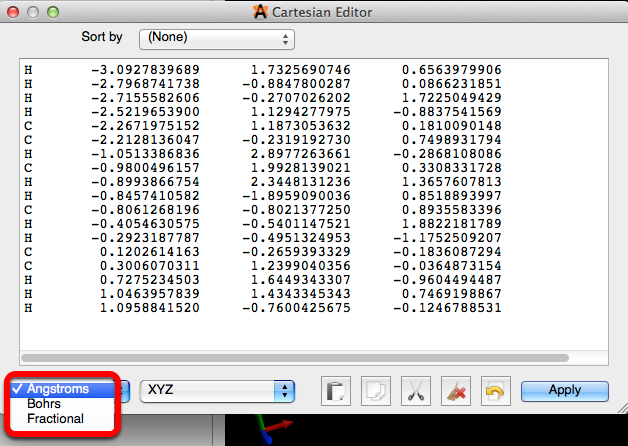 Cartesian Editor
Sort by (None)
H -3.0927839689 1.7325690746 0.6563979906
H -2.7968741738 -0.8847800287 0.0866231851
H -2.7155582606 -0.2707026202 1.7225049429
H -2.5219653900 1.1294277975 -0.8837541569
C -2.2671975152 1.1873053632 0.1810090148
C -2.2128136047 -0.2319192730 0.7498931794
H -1.0513386836 2.8977263661 -0.2868108086
C -0.9800496157 1.9928139021 0.3308331728
H -0.8993866754 2.3448131236 1.3657607813
H -0.8457410582 -1.8959090036 0.8518893997
C -0.8061268196 -0.8021377250 0.8935583396
H -0.4054630575 -0.5401147521 1.8822181789
H -0.2923187787 -0.4951324953 -1.1752509207
C 0.1202614163 -0.2659393329 -0.1836087294
C 0.3006070311 1.2399040356 -0.0364873154
H 0.7275234503 1.6449343307 -0.9604494487
H 1.0463957839 1.4343345343 0.7469198867
H 1.0958841520 -0.7600425675 -0.1246788531
✓ Angstroms XYZ Apply
Bohrs
Fractional